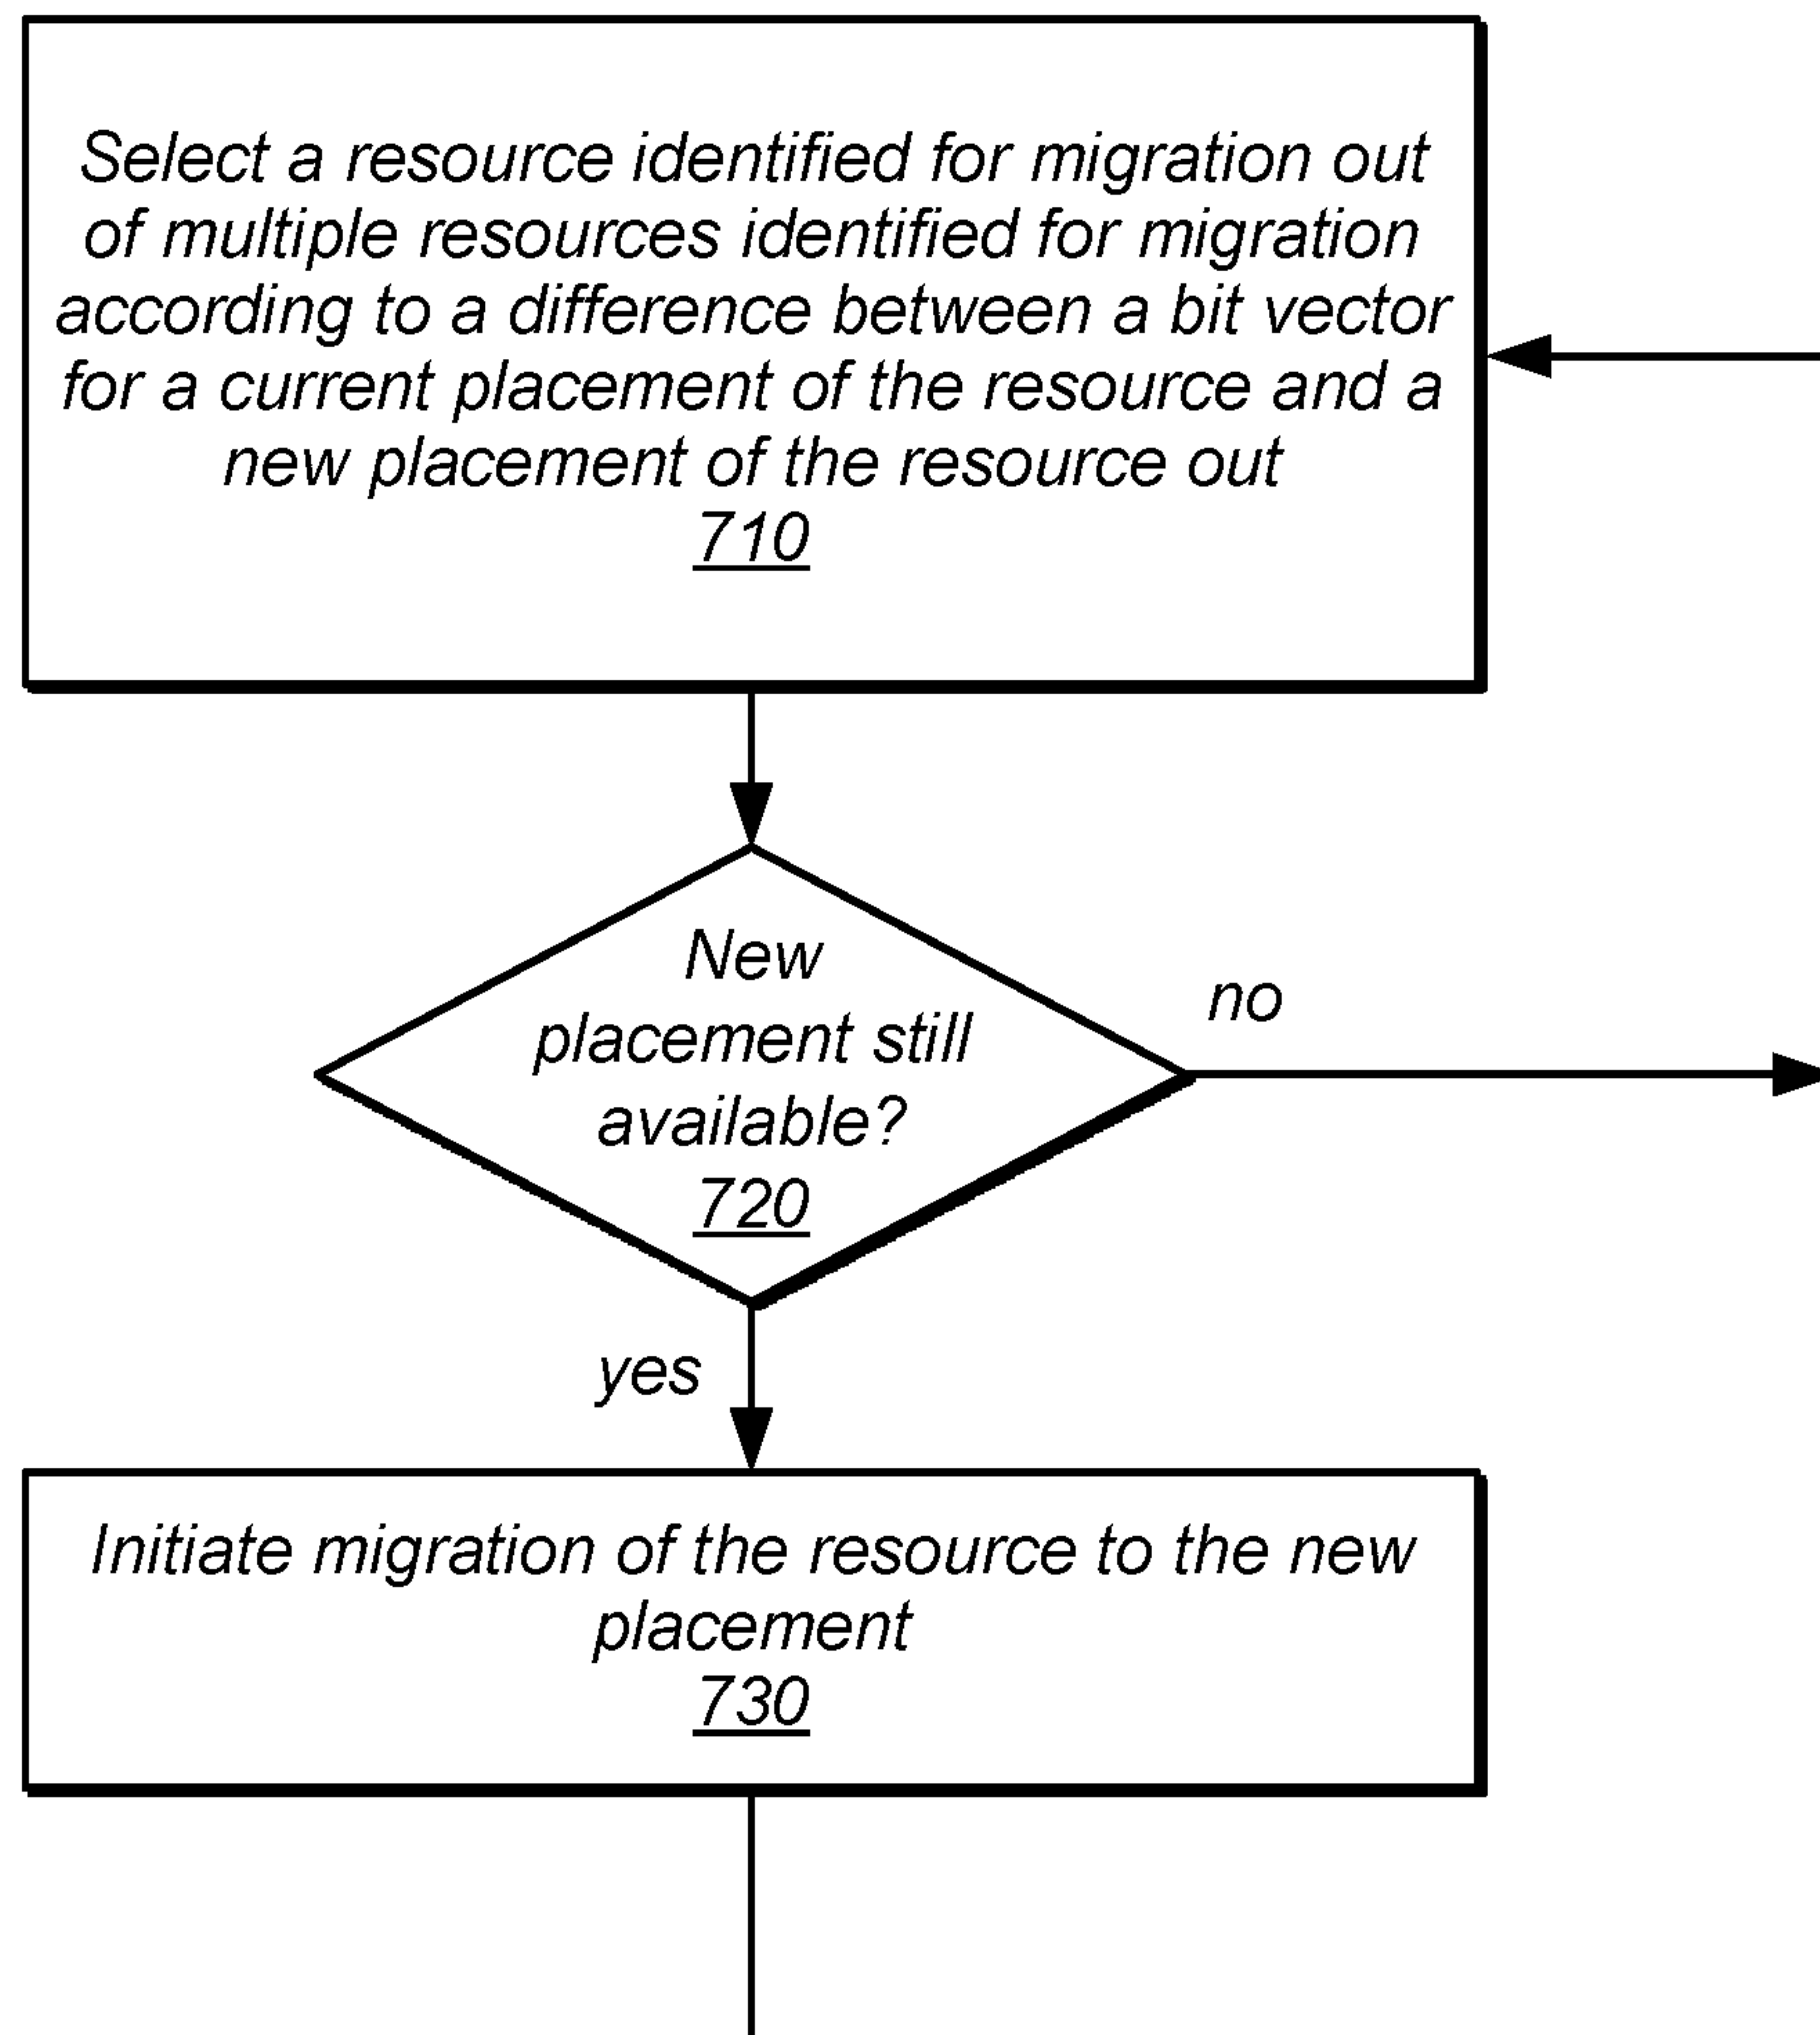 Select a resource identified for migration out
of multiple resources identified for migration
according to a difference between a bit vector
for a current placement of the resource and a
new placement of the resource out
710
New
placement still
available?
720
no
yes
Initiate migration of the resource to the new
placement
730